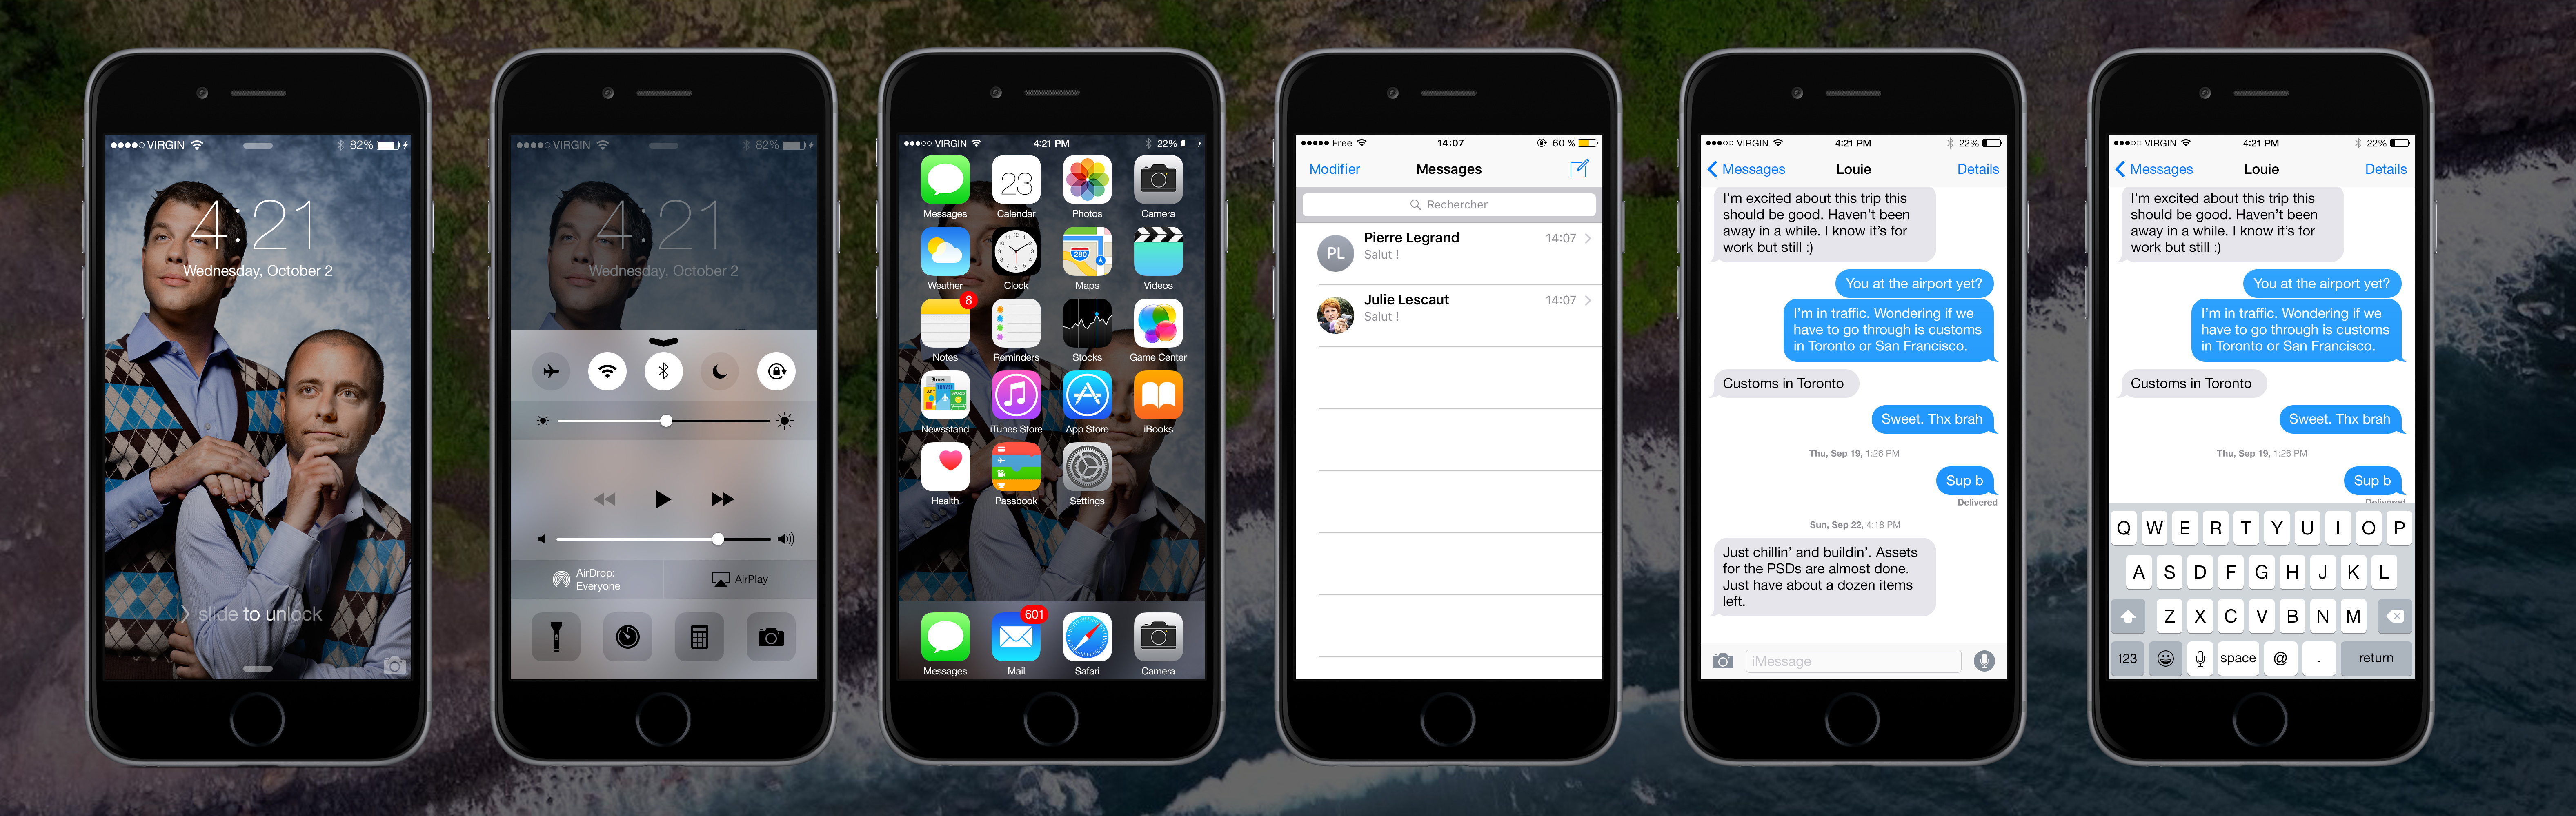 VIRGIN 82%
4:21
Wednesday, October 2
slide to unlock
VIRGIN 82%
4:21
Wednesday, October 2
AirDrop:
Everyone
AirPlay
VIRGIN 4:21 PM 22%
23
Messages Calendar Photos Camera
280
Weather Clock Maps Videos
8
Notes Reminders Stocks Game Center
Newsstand iTunes Store App Store iBooks
Health Passbook Settings
601
Messages Mail Safari Camera
Free 14:07 60 %
Modifier Messages
Rechercher
PL
Pierre Legrand 14:07
Salut !
Julie Lescaut 14:07
Salut !
VIRGIN 4:21 PM 22%
Messages Louie Details
I'm excited about this trip this
should be good. Haven't been
away in a while. I know it's for
work but still :)
You at the airport yet?
I'm in traffic. Wondering if we
have to go through is customs
in Toronto or San Francisco.
Customs in Toronto
Sweet. Thx brah
Thu, Sep 19, 1:26 PM
Sup b
Delivered
Sun, Sep 22, 4:18 PM
Just chillin' and buildin'. Assets
for the PSDs are almost done.
Just have about a dozen items
left.
iMessage
VIRGIN 4:21 PM 22%
Messages Louie Details
I'm excited about this trip this
should be good. Haven't been
away in a while. I know it's for
work but still :)
You at the airport yet?
I'm in traffic. Wondering if we
have to go through is customs
in Toronto or San Francisco.
Customs in Toronto
Sweet. Thx brah
Thu, Sep 19, 1:26 PM
Sup b
Delivered
Q W E R T Y U I O P
A S D F G H J K L
Z X C V B N M
123 space @ . return